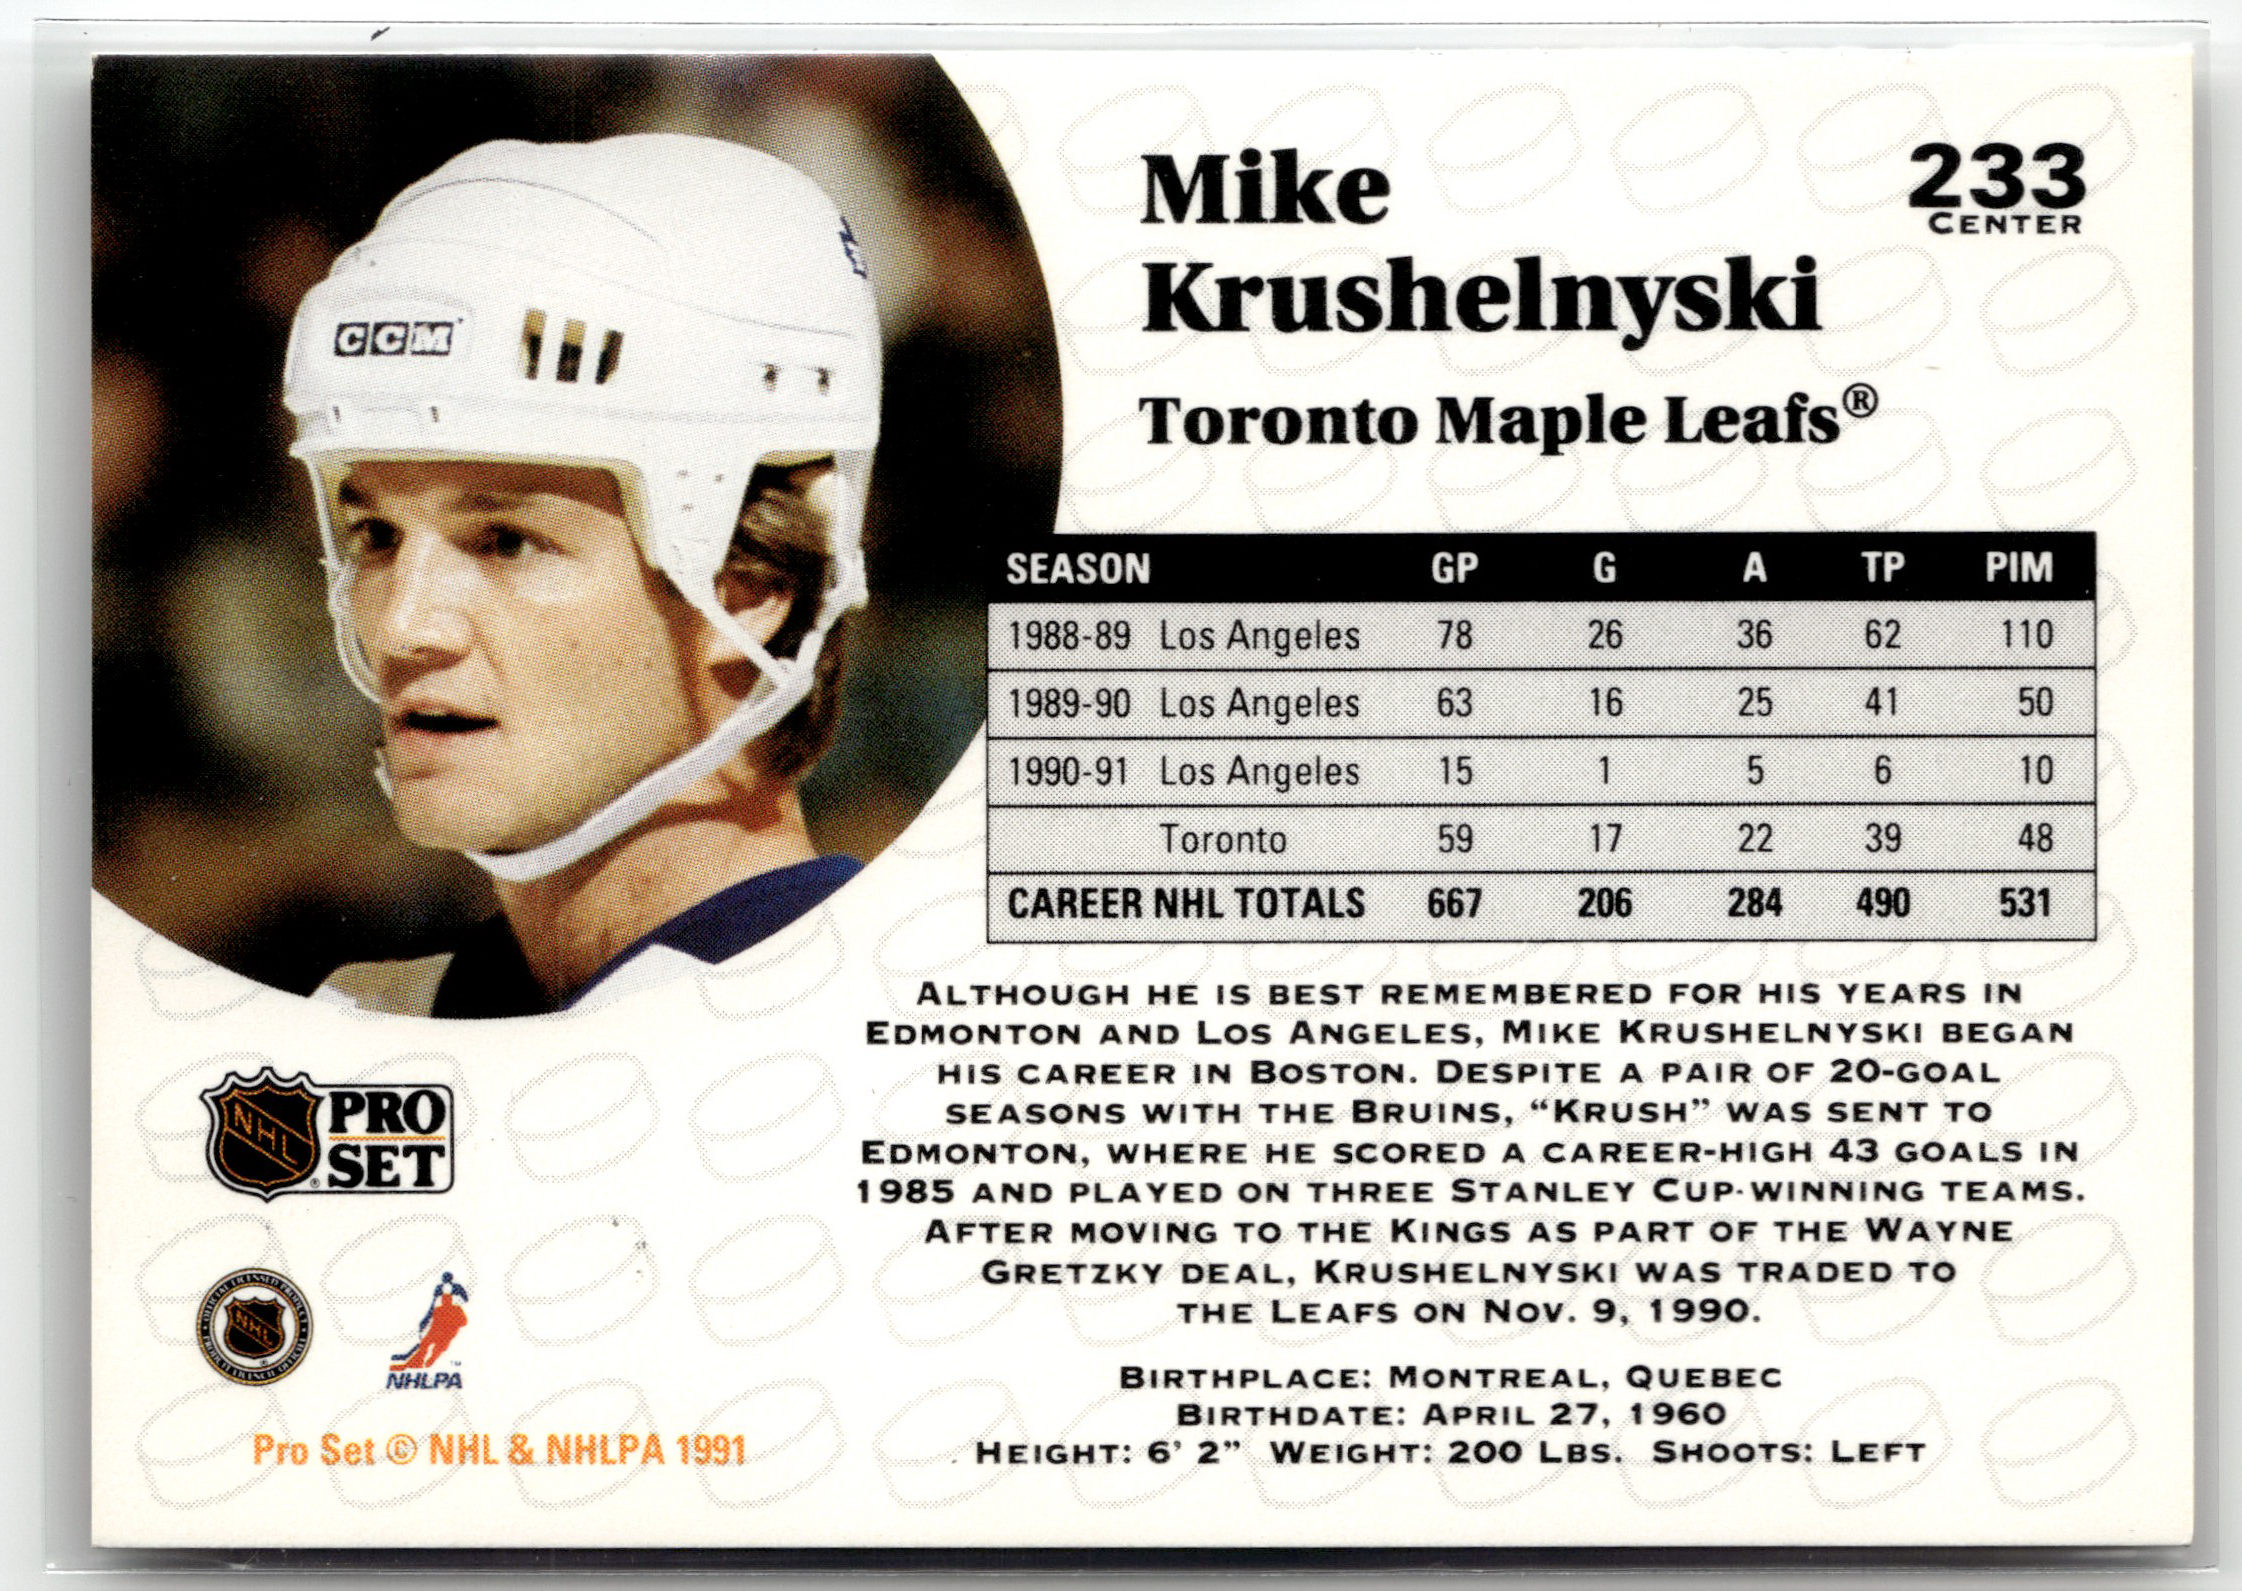 Mike
Krushelnyski
233
CENTER
Toronto Maple Leafs®
CCM
SEASON GP G A TP PIM
1988-89 Los Angeles 78 26 36 62 110
1989-90 Los Angeles 63 16 25 41 50
1990-91 Los Angeles 15 1 5 6 10
Toronto 59 17 22 39 48
CAREER NHL TOTALS 667 206 284 490 531
ALTHOUGH HE IS BEST REMEMBERED FOR HIS YEARS IN
EDMONTON AND LOS ANGELES, MIKE KRUSHELNYSKI BEGAN
HIS CAREER IN BOSTON. DESPITE A PAIR OF 20-GOAL
SEASONS WITH THE BRUINS, “KRUSH” WAS SENT TO
EDMONTON, WHERE HE SCORED A CAREER-HIGH 43 GOALS IN
1985 AND PLAYED ON THREE STANLEY CUP-WINNING TEAMS.
AFTER MOVING TO THE KINGS AS PART OF THE WAYNE
GRETZKY DEAL, KRUSHELNYSKI WAS TRADED TO
THE LEAFS ON NOV. 9, 1990.
BIRTHPLACE: MONTREAL, QUEBEC
BIRTHDATE: APRIL 27, 1960
HEIGHT: 6' 2" WEIGHT: 200 LBS. SHOOTS: LEFT
NHL
®
PRO
SET
NHL
NHLPA
™
Pro Set © NHL & NHLPA 1991